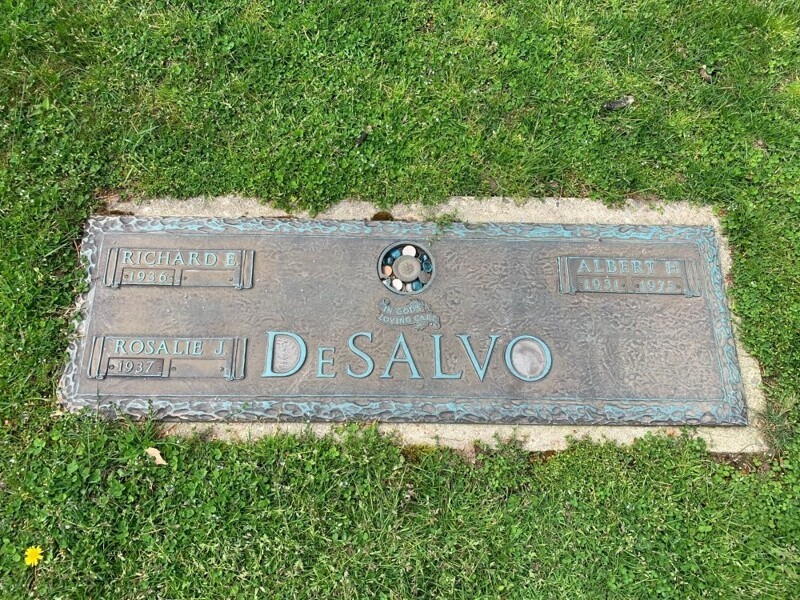 RICHARD E.
1936
ROSALIE J.
1937
IN GOD'S
LOVING CARE
ALBERT H.
1931 1973
DeSALVO